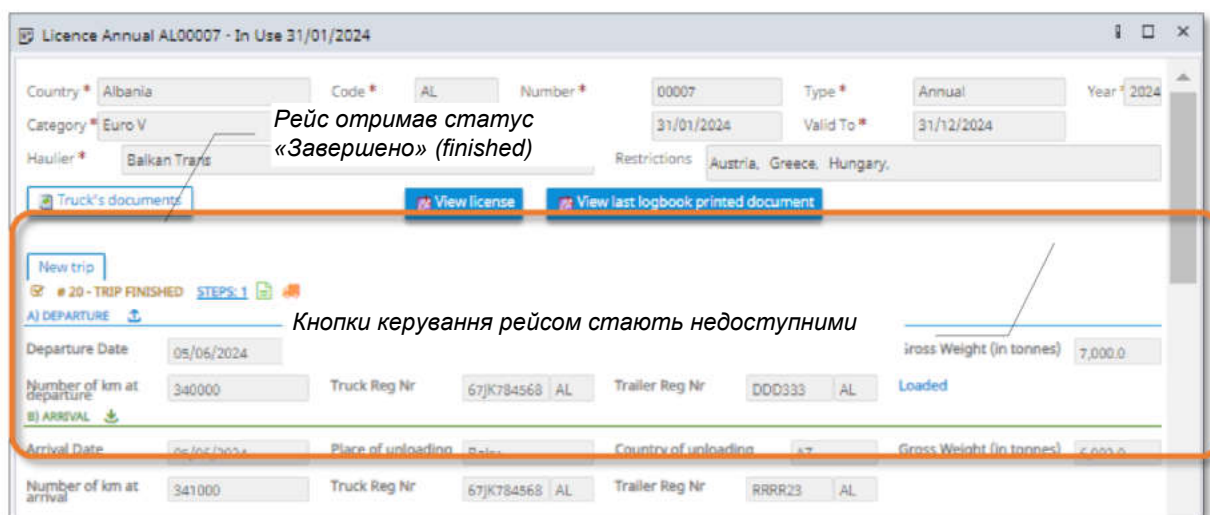 Licence Annual AL00007 - In Use 31/01/2024
Country * Albania Code * AL Number * 00007 Type * Annual Year * 2024
Category * Euro V 31/01/2024 Valid To * 31/12/2024
Рейс отримав статус
«Завершено» (finished)
Haulier * Balkan Trans Restrictions Austria, Greece, Hungary,
Truck's documents View license View last logbook printed document
New trip
# 20 - TRIP FINISHED STEPS: 1
A) DEPARTURE
Кнопки керування рейсом стають недоступними
Departure Date 05/06/2024 Gross Weight (in tonnes) 7,000.0
Number of km at departure 340000 Truck Reg Nr 67JK784568 AL Trailer Reg Nr DDD333 AL Loaded
B) ARRIVAL
Arrival Date 05/06/2024 Place of unloading Country of unloading AZ Gross Weight (in tonnes)
Number of km at arrival 341000 Truck Reg Nr 67JK784568 AL Trailer Reg Nr RRRR23 AL